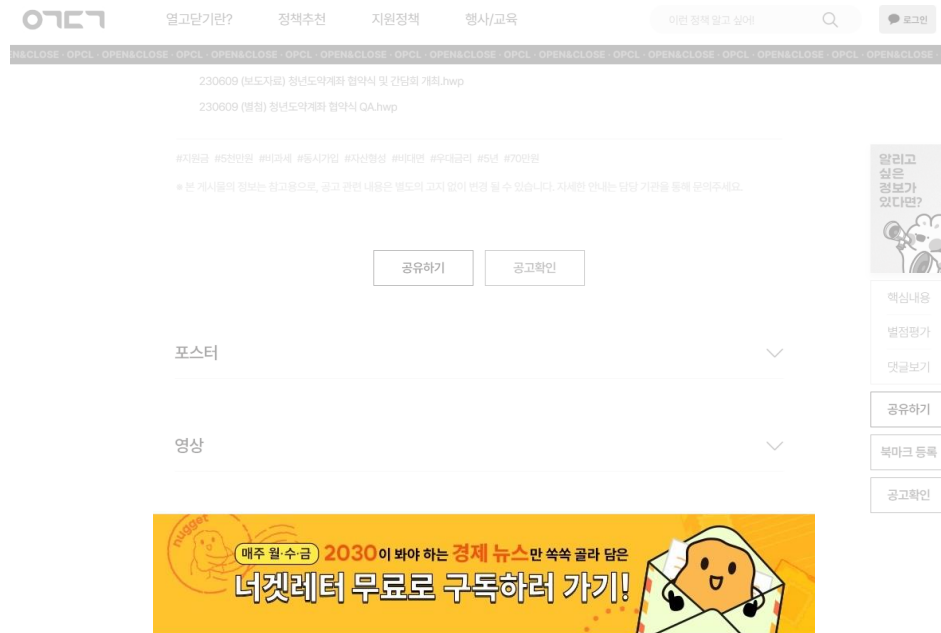 열고닫기란? 정책추천 지원정책 행사/교육 이런 정책 알고 싶어! 로그인
N&CLOSE · OPCL · OPEN&CLOSE · OPCL · OPEN&CLOSE · OPCL · OPEN&CLOSE · OPCL · OPEN&CLOSE · OPCL · OPEN&CLOSE · OPCL · OPEN&CLOSE · OPCL · OPEN&CLOSE · OPCL · OPEN&CLOSE · OPCL · OPEN&CLOSE · OPCL · OPEN&CLOSE · OPCL · OPEN&CLOSE ·
230609 (보도자료) 청년도약계좌 협약식 및 간담회 개최.hwp
230609 (별첨) 청년도약계좌 협약식 QA.hwp
#지원금 #5천만원 #비과세 #동시가입 #자산형성 #비대면 #우대금리 #5년 #70만원
※ 본 게시물의 정보는 참고용으로, 공고 관련 내용은 별도의 고지 없이 변경 될 수 있습니다. 자세한 안내는 담당 기관을 통해 문의주세요.
공유하기 공고확인
포스터
영상
nugget
매주 월·수·금 2030이 봐야 하는 경제 뉴스만 쏙쏙 골라 담은
너겟레터 무료로 구독하러 가기!
알리고
싶은
정보가
있다면?
핵심내용
별점평가
댓글보기
공유하기
북마크 등록
공고확인